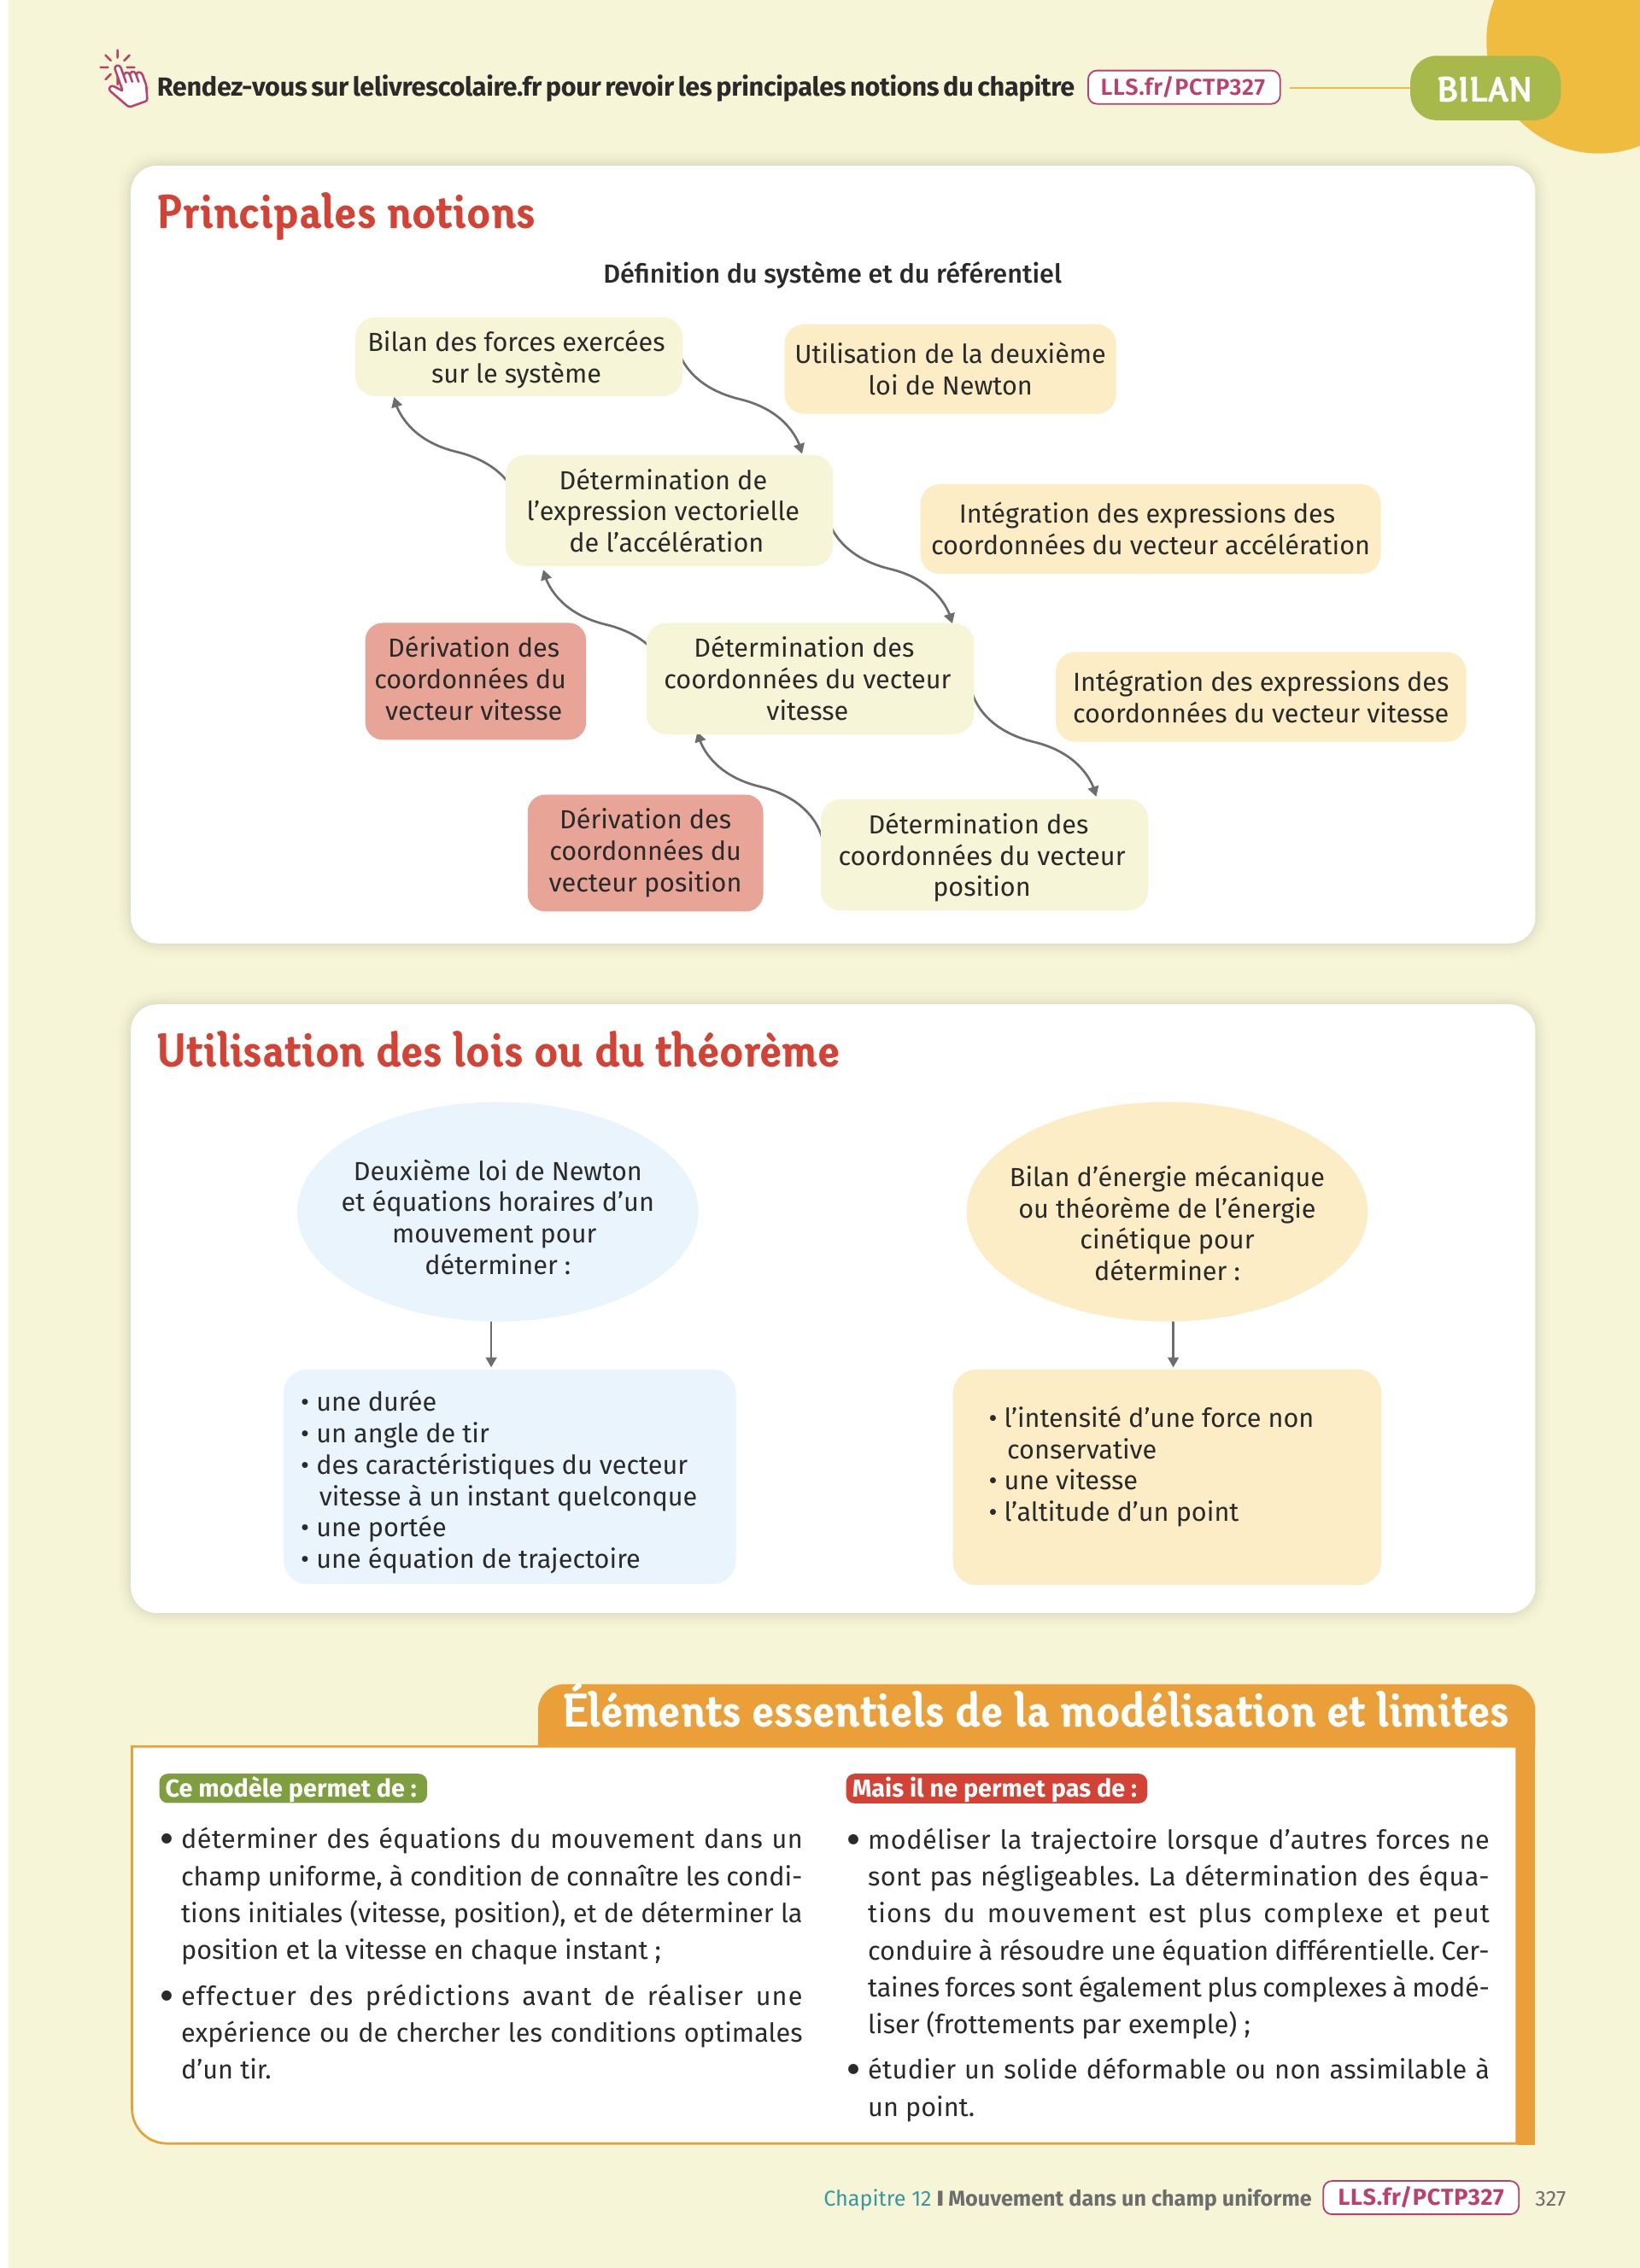 Rendez-vous sur lelivrescolaire.fr pour revoir les principales notions du chapitre LLS.fr/PCTP327
BILAN
Principales notions
Définition du système et du référentiel
Bilan des forces exercées
sur le système
Utilisation de la deuxième
loi de Newton
Détermination de
l'expression vectorielle
de l'accélération
Intégration des expressions des
coordonnées du vecteur accélération
Dérivation des
coordonnées du
vecteur vitesse
Détermination des
coordonnées du vecteur
vitesse
Intégration des expressions des
coordonnées du vecteur vitesse
Dérivation des
coordonnées du
vecteur position
Détermination des
coordonnées du vecteur
position
Utilisation des lois ou du théorème
Deuxième loi de Newton
et équations horaires d'un
mouvement pour
déterminer :
• une durée
• un angle de tir
• des caractéristiques du vecteur
vitesse à un instant quelconque
• une portée
• une équation de trajectoire
Bilan d'énergie mécanique
ou théorème de l'énergie
cinétique pour
déterminer :
• l'intensité d'une force non
conservative
• une vitesse
• l'altitude d'un point
Éléments essentiels de la modélisation et limites
Ce modèle permet de :
• déterminer des équations du mouvement dans un
champ uniforme, à condition de connaître les condi-
tions initiales (vitesse, position), et de déterminer la
position et la vitesse en chaque instant ;
• effectuer des prédictions avant de réaliser une
expérience ou de chercher les conditions optimales
d'un tir.
Mais il ne permet pas de :
• modéliser la trajectoire lorsque d'autres forces ne
sont pas négligeables. La détermination des équa-
tions du mouvement est plus complexe et peut
conduire à résoudre une équation différentielle. Cer-
taines forces sont également plus complexes à modé-
liser (frottements par exemple) ;
• étudier un solide déformable ou non assimilable à
un point.
Chapitre 12 I Mouvement dans un champ uniforme LLS.fr/PCTP327 327